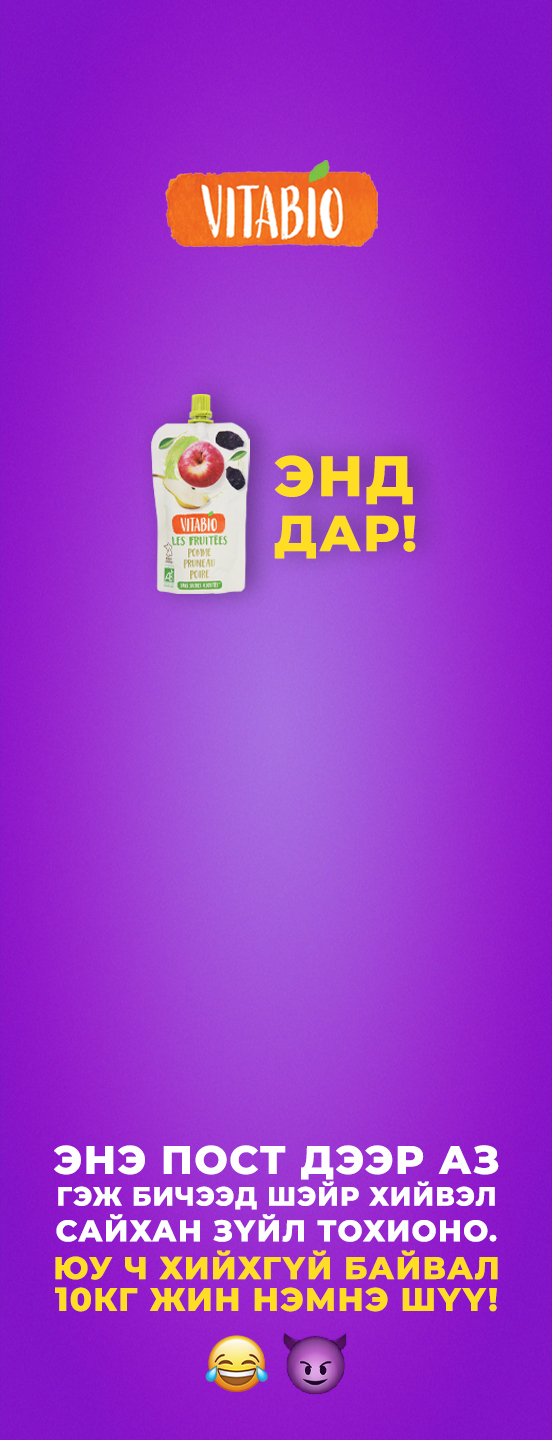 VITABIO
VITABIO
LES FRUITÉES
POMME
PRUNEAU
POIRE
ЭНД
ДАР!
ЭНЭ ПОСТ ДЭЭР АЗ
ГЭЖ БИЧЭЭД ШЭЙР ХИЙВЭЛ
САЙХАН ЗҮЙЛ ТОХИОНО.
ЮУ Ч ХИЙХГҮЙ БАЙВАЛ
10КГ ЖИН НЭМНЭ ШҮҮ!